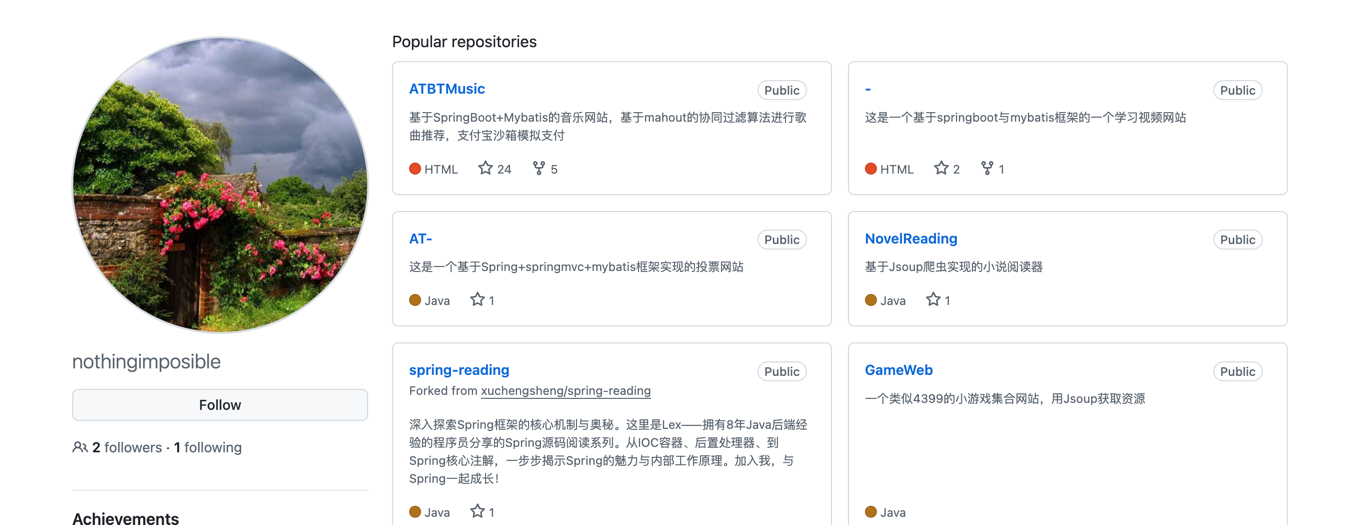 nothingimposible
Follow
2 followers · 1 following
Achievements
Popular repositories
ATBTMusic
Public
基于SpringBoot+Mybatis的音乐网站，基于mahout的协同过滤算法进行歌
曲推荐，支付宝沙箱模拟支付
HTML 24 5
-
Public
这是一个基于springboot与mybatis框架的一个学习视频网站
HTML 2 1
AT-
Public
这是一个基于Spring+springmvc+mybatis框架实现的投票网站
Java 1
NovelReading
Public
基于Jsoup爬虫实现的小说阅读器
Java 1
spring-reading
Public
Forked from xuchengsheng/spring-reading
深入探索Spring框架的核心机制与奥秘。这里是Lex——拥有8年Java后端经
验的程序员分享的Spring源码阅读系列。从IOC容器、后置处理器、到
Spring核心注解，一步步揭示Spring的魅力与内部工作原理。加入我，与
Spring一起成长！
Java 1
GameWeb
Public
一个类似4399的小游戏集合网站，用Jsoup获取资源
Java